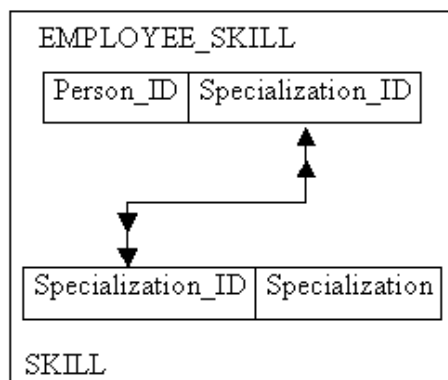 EMPLOYEE_SKILL
Person_ID Specialization_ID
Specialization_ID Specialization
SKILL